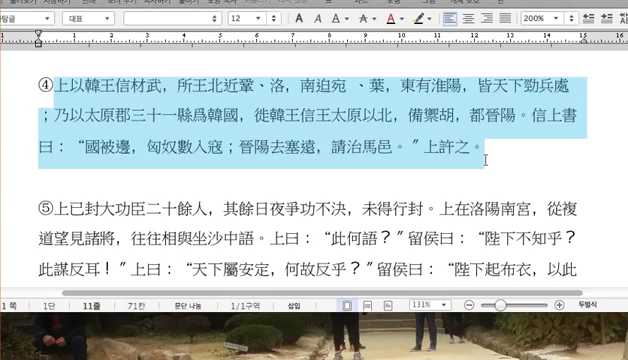 대표
12
200%
④上以韓王信材武，所王北近鞏、洛，南迫宛 、葉，東有淮陽，皆天下勁兵處
；乃以太原郡三十一縣爲韓國，徙韓王信王太原以北，備禦胡，都晉陽。信上書
曰：“國被邊，匈奴數入寇；晉陽去塞遠，請治馬邑。”上許之。
⑤上已封大功臣二十餘人，其餘日夜爭功不決，未得行封。上在洛陽南宮，從複
道望見諸將，往往相與坐沙中語。上曰：“此何語？”留侯曰：“陛下不知乎？
此謀反耳！”上曰：“天下屬安定，何故反乎？”留侯曰：“陛下起布衣，以此
1 쪽 1단 11줄 71칸 문단 나눔 1/1구역 삽입 131% 두벌식